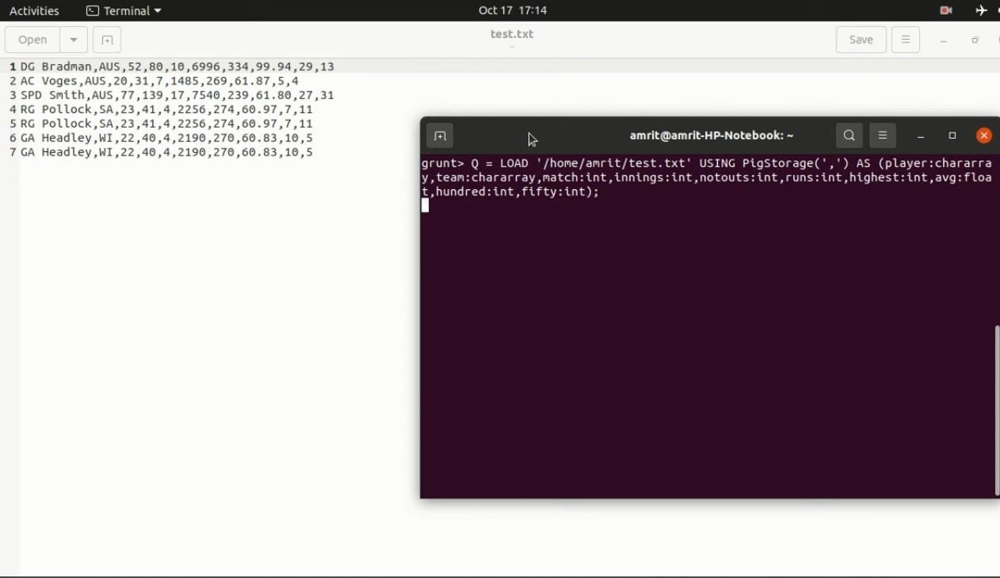 Activities Terminal Oct 17 17:14
Open test.txt Save
1 DG Bradman,AUS,52,80,10,6996,334,99.94,29,13
2 AC Voges,AUS,20,31,7,1485,269,61.87,5,4
3 SPD Smith,AUS,77,139,17,7540,239,61.80,27,31
4 RG Pollock,SA,23,41,4,2256,274,60.97,7,11
5 RG Pollock,SA,23,41,4,2256,274,60.97,7,11
6 GA Headley,WI,22,40,4,2190,270,60.83,10,5
7 GA Headley,WI,22,40,4,2190,270,60.83,10,5
amrit@amrit-HP-Notebook: ~
grunt> Q = LOAD '/home/amrit/test.txt' USING PigStorage(',') AS (player:chararra
y,team:chararray,match:int,innings:int,notouts:int,runs:int,highest:int,avg:floa
t,hundred:int,fifty:int);